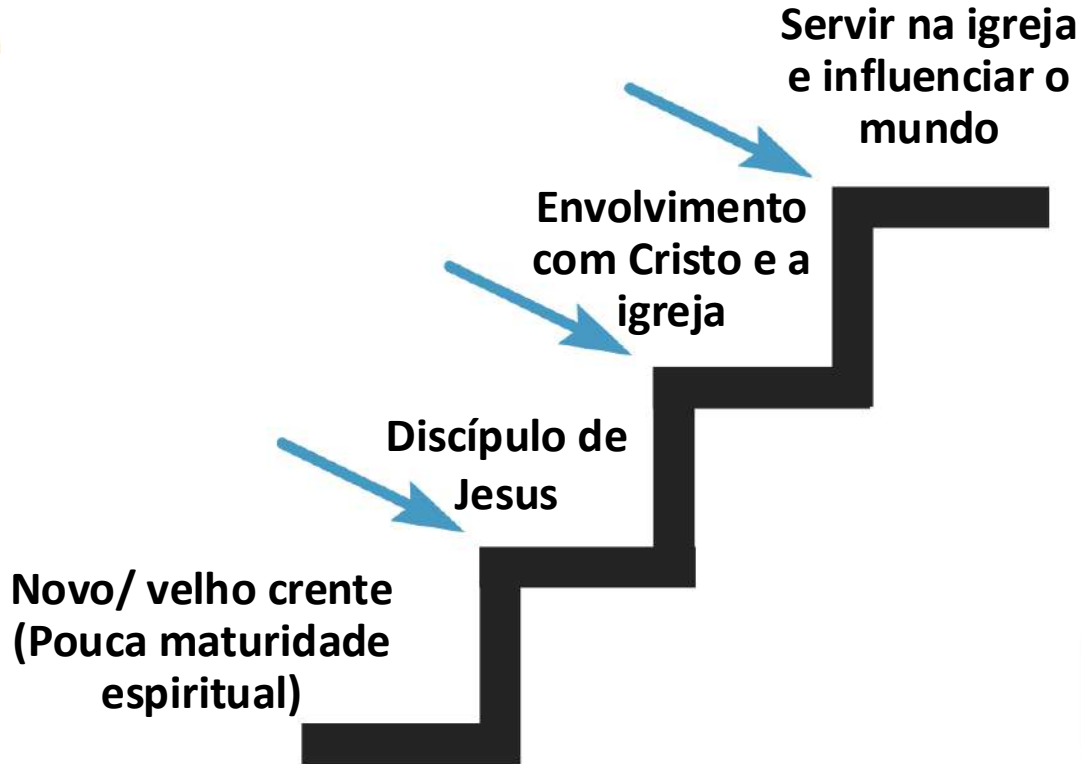 Servir na igreja
e influenciar o
mundo
Envolvimento
com Cristo e a
igreja
Discípulo de
Jesus
Novo/ velho crente
(Pouca maturidade
espiritual)